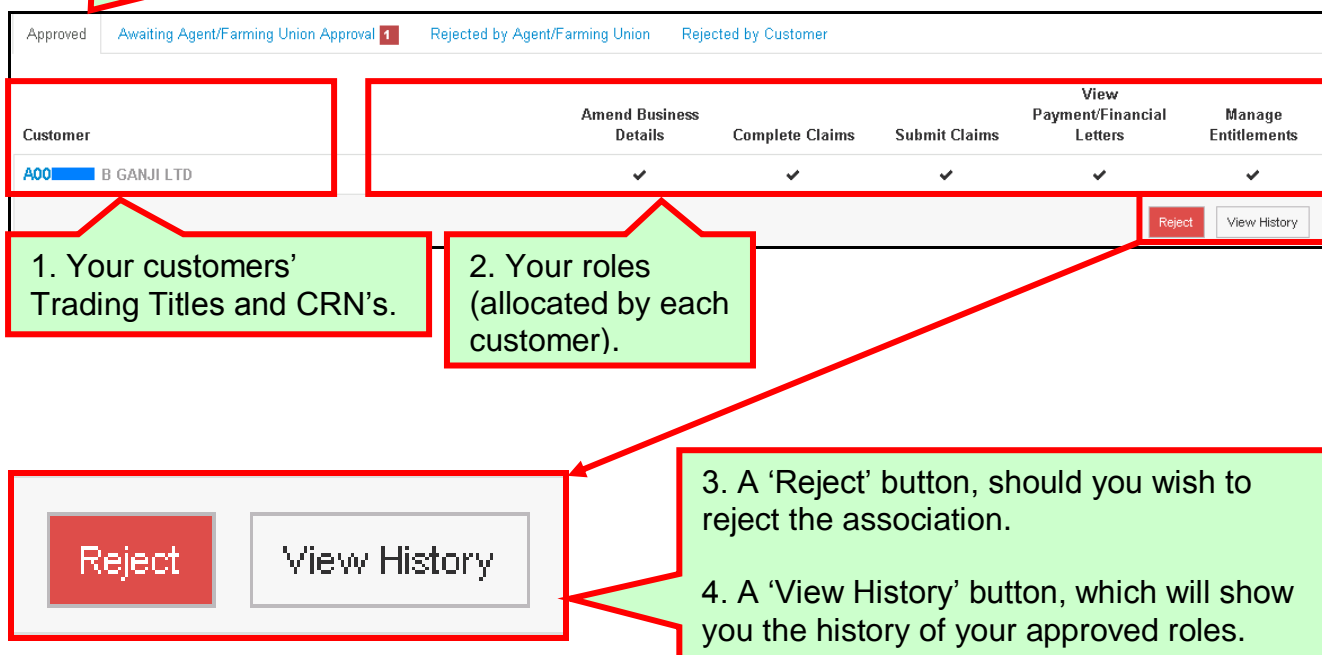 Approved Awaiting Agent/Farming Union Approval 1 Rejected by Agent/Farming Union Rejected by Customer
Customer Amend Business Details Complete Claims Submit Claims View Payment/Financial Letters Manage Entitlements
A00 B GANJI LTD ✔ ✔ ✔ ✔ ✔
Reject View History
1. Your customers’
Trading Titles and CRN’s.
2. Your roles
(allocated by each
customer).
Reject View History
3. A ‘Reject’ button, should you wish to
reject the association.
4. A ‘View History’ button, which will show
you the history of your approved roles.